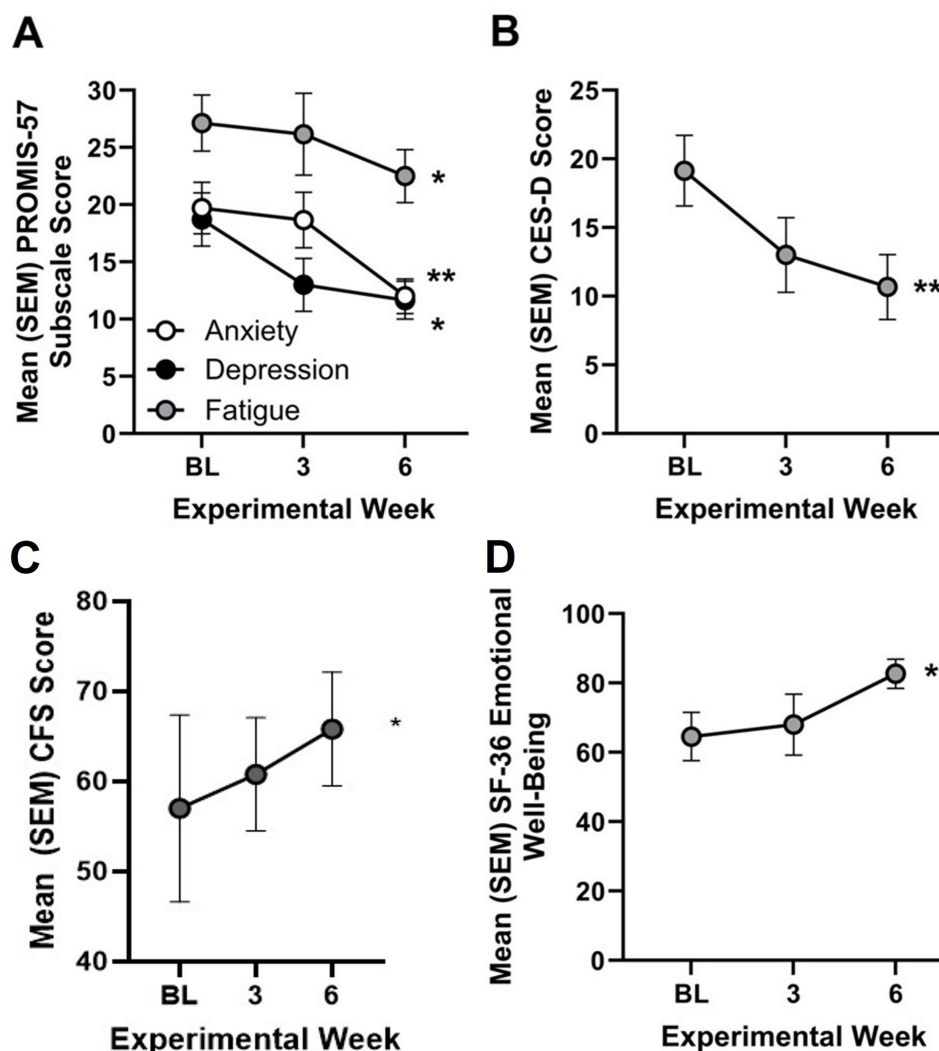 A
Mean (SEM) PROMIS-57
Subscale Score
30
25
20
15
10
5
0
*
**
*
Anxiety
Depression
Fatigue
BL 3 6
Experimental Week
B
Mean (SEM) CES-D Score
25
20
15
10
5
0
**
BL 3 6
Experimental Week
C
Mean (SEM) CFS Score
80
70
60
50
40
*
BL 3 6
Experimental Week
D
Mean (SEM) SF-36 Emotional
Well-Being
100
80
60
40
20
0
*
BL 3 6
Experimental Week